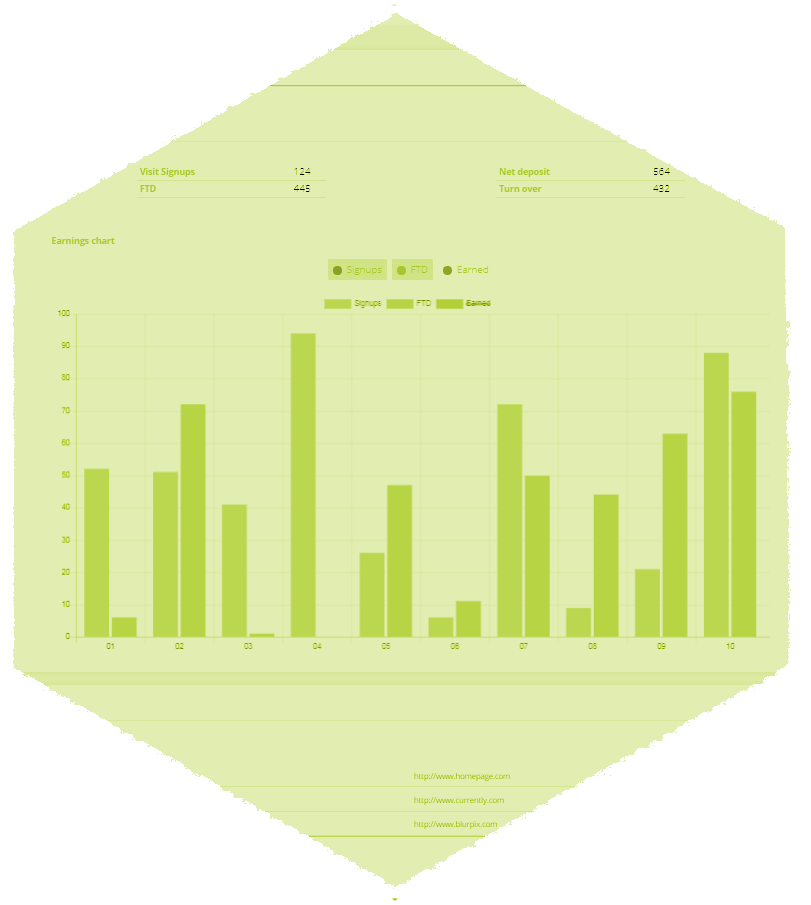 Visit Signups 124 Net deposit 564
FTD 445 Turn over 432
Earnings chart
Signups FTD Earned
Signups FTD Earned
100
90
80
70
60
50
40
30
20
10
0
01 02 03 04 05 06 07 08 09 10
http://www.homepage.com
http://www.currently.com
http://www.blurpix.com